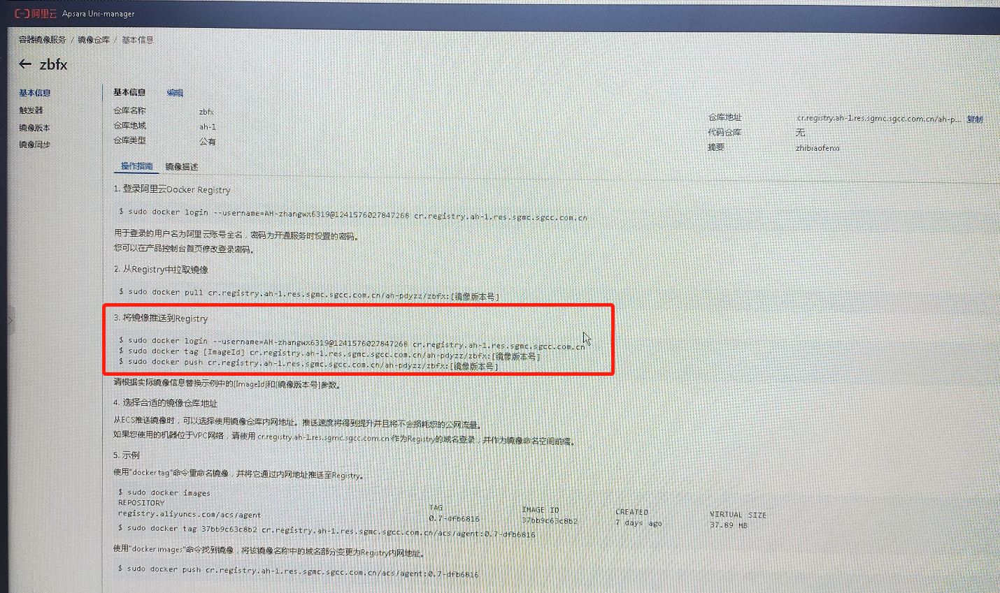 阿里云 Apsara Uni-manager
容器镜像服务 / 镜像仓库 / 基本信息
← zbfx
基本信息
触发器
镜像版本
镜像同步
基本信息 编辑
仓库名称 zbfx
仓库地域 ah-1
仓库类型 公有
仓库地址 cr.registry.ah-1.res.sgmc.sgcc.com.cn/ah-p... 复制
代码仓库 无
摘要 zhibiaofenxi
操作指南 镜像描述
1. 登录阿里云Docker Registry
$ sudo docker login --username=AH-zhangwx6319@1241576027847268 cr.registry.ah-1.res.sgmc.sgcc.com.cn
用于登录的用户名为阿里云账号全名，密码为开通服务时设置的密码。
您可以在产品控制台首页修改登录密码。
2. 从Registry中拉取镜像
$ sudo docker pull cr.registry.ah-1.res.sgmc.sgcc.com.cn/ah-pdyzz/zbfx:[镜像版本号]
3. 将镜像推送到Registry
$ sudo docker login --username=AH-zhangwx6319@1241576027847268 cr.registry.ah-1.res.sgmc.sgcc.com.cn
$ sudo docker tag [ImageId] cr.registry.ah-1.res.sgmc.sgcc.com.cn/ah-pdyzz/zbfx:[镜像版本号]
$ sudo docker push cr.registry.ah-1.res.sgmc.sgcc.com.cn/ah-pdyzz/zbfx:[镜像版本号]
请根据实际镜像信息替换示例中的[ImageId]和[镜像版本号]参数。
4. 选择合适的镜像仓库地址
从ECS推送镜像时，可以选择使用镜像仓库内网地址。推送速度将得到提升并且将不会损耗您的公网流量。
如果您使用的机器位于VPC网络，请使用 cr.registry.ah-1.res.sgmc.sgcc.com.cn 作为Registry的域名登录，并作为镜像命名空间前缀。
5. 示例
使用"docker tag"命令重命名镜像，并将它通过内网地址推送至Registry。
$ sudo docker images
REPOSITORY TAG IMAGE ID CREATED VIRTUAL SIZE
registry.aliyuncs.com/acs/agent 0.7-dfb6816 37bb9c63c8b2 7 days ago 37.89 MB
$ sudo docker tag 37bb9c63c8b2 cr.registry.ah-1.res.sgmc.sgcc.com.cn/acs/agent:0.7-dfb6816
使用"docker images"命令找到镜像，将该镜像名称中的域名部分变更为Registry内网地址。
$ sudo docker push cr.registry.ah-1.res.sgmc.sgcc.com.cn/acs/agent:0.7-dfb6816